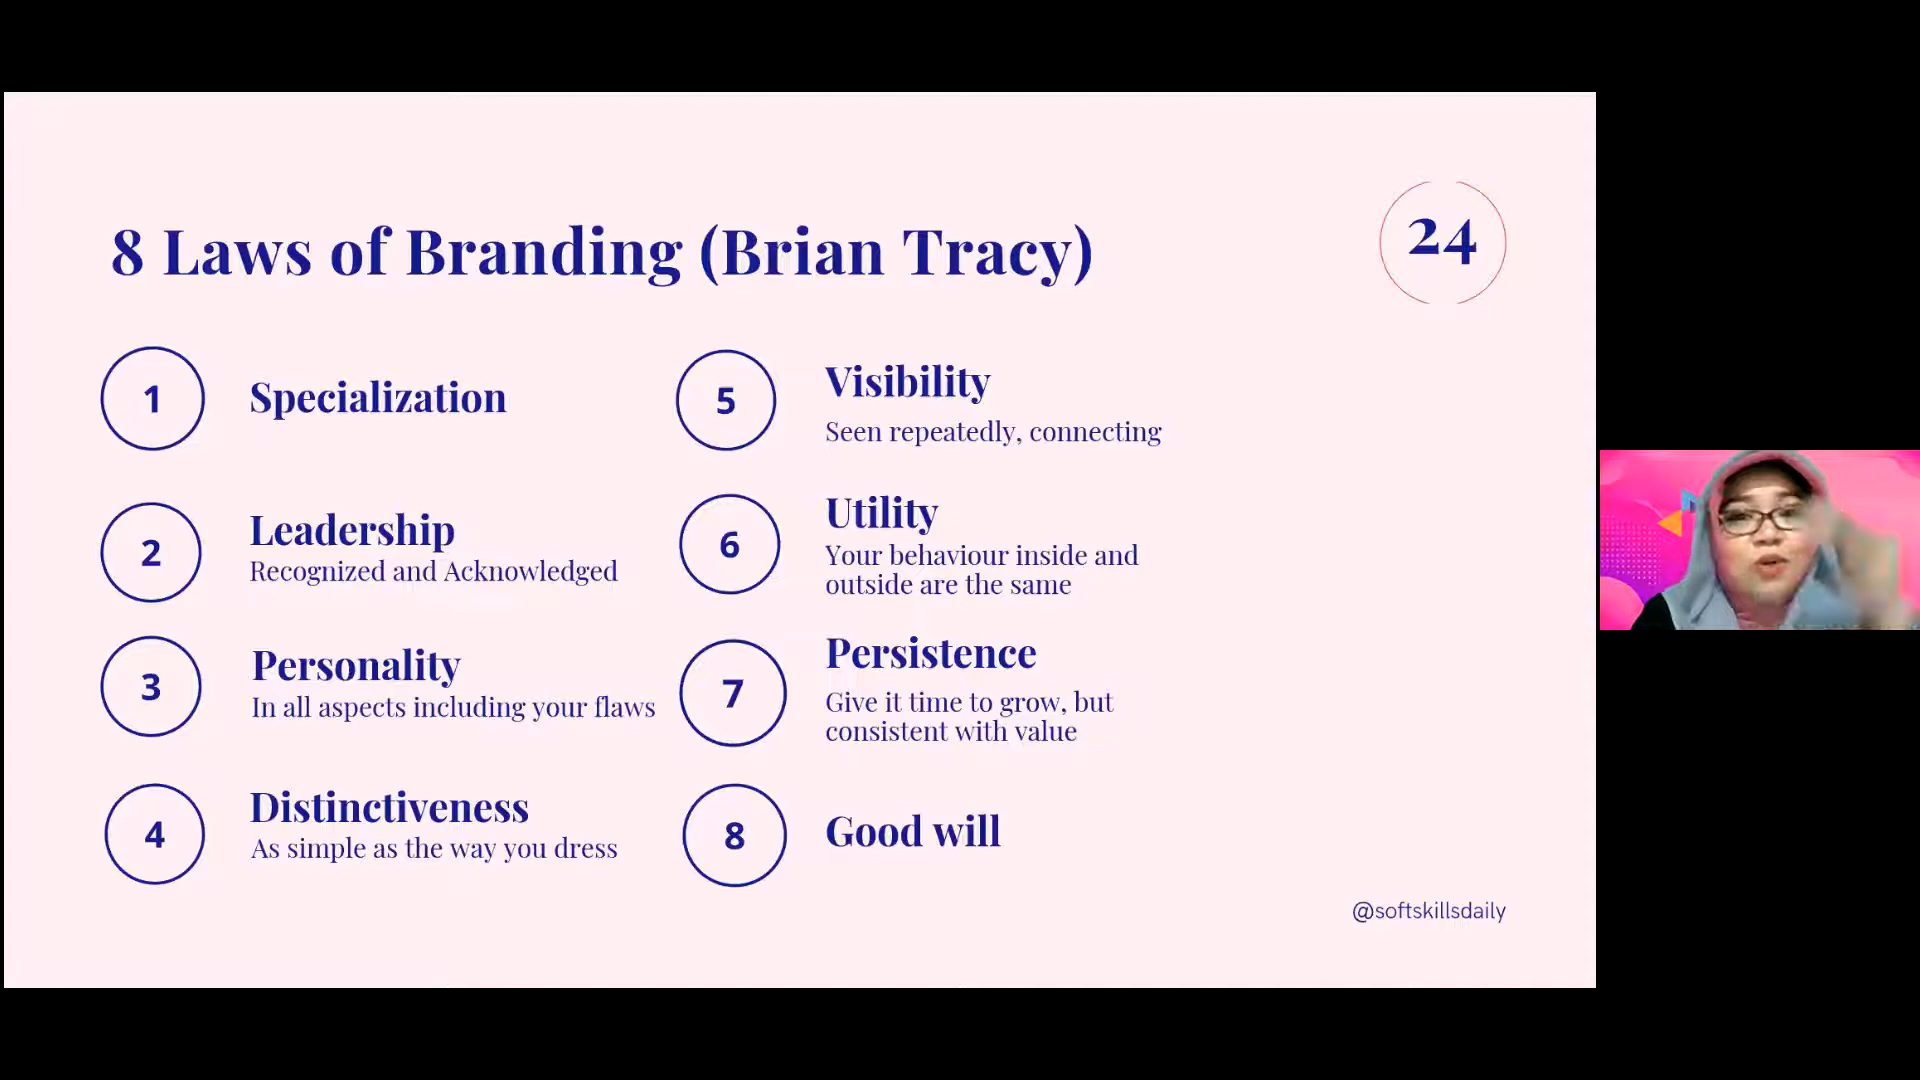 8 Laws of Branding (Brian Tracy)
24
1
Specialization
2
Leadership
Recognized and Acknowledged
3
Personality
In all aspects including your flaws
4
Distinctiveness
As simple as the way you dress
5
Visibility
Seen repeatedly, connecting
6
Utility
Your behaviour inside and
outside are the same
7
Persistence
Give it time to grow, but
consistent with value
8
Good will
@softskillsdaily